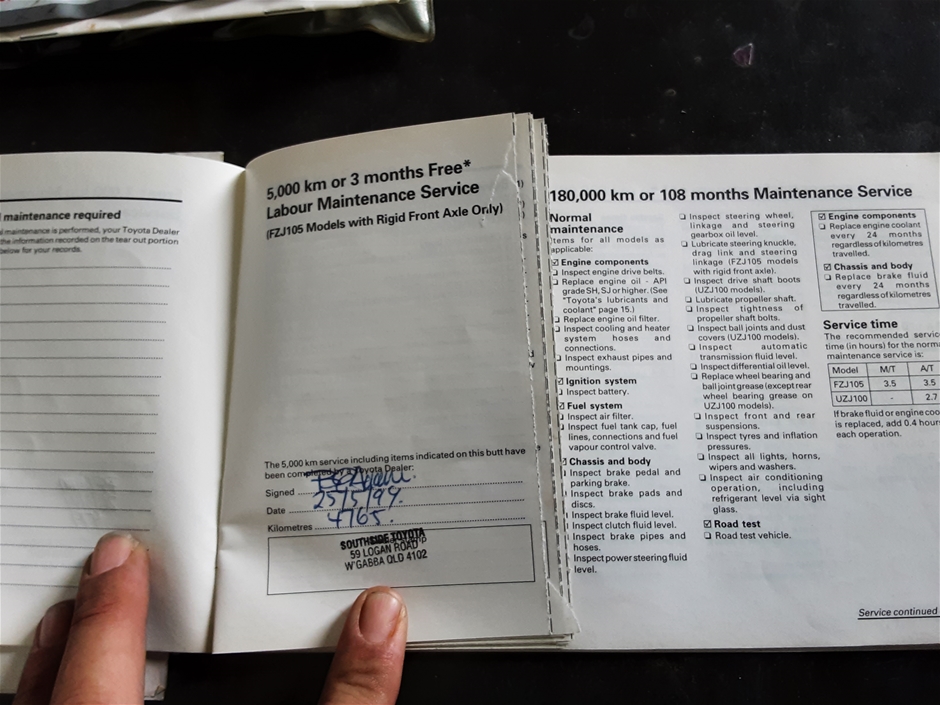 maintenance required
maintenance is performed, your Toyota Dealer
the information recorded on the tear out portion
below for your records.
5,000 km or 3 months Free*
Labour Maintenance Service
(FZJ105 Models with Rigid Front Axle Only)
The 5,000 km service including items indicated on this butt have
been completed by a Toyota Dealer:
Signed
Date 25/5/99.
Kilometres 4765.
SOUTHSIDE TOYOTA
59 LOGAN ROAD
W'GABBA QLD 4102
180,000 km or 108 months Maintenance Service
Normal
maintenance
Items for all models as
applicable:
☑ Engine components
❏ Inspect engine drive belts.
❏ Replace engine oil - API
grade SH, SJ or higher. (See
"Toyota's lubricants and
coolant" page 15.)
❏ Replace engine oil filter.
❏ Inspect cooling and heater
system hoses and
connections.
❏ Inspect exhaust pipes and
mountings.
☑ Ignition system
❏ Inspect battery.
☑ Fuel system
❏ Inspect air filter.
❏ Inspect fuel tank cap, fuel
lines, connections and fuel
vapour control valve.
☑ Chassis and body
Inspect brake pedal and
parking brake.
Inspect brake pads and
discs.
Inspect brake fluid level.
Inspect clutch fluid level.
Inspect brake pipes and
hoses.
Inspect power steering fluid
level.
❏ Inspect steering wheel,
linkage and steering
gearbox oil level.
❏ Lubricate steering knuckle,
drag link and steering
linkage (FZJ105 models
with rigid front axle).
❏ Inspect drive shaft boots
(UZJ100 models).
❏ Lubricate propeller shaft.
❏ Inspect tightness of
propeller shaft bolts.
❏ Inspect ball joints and dust
covers (UZJ100 models).
❏ Inspect automatic
transmission fluid level.
❏ Inspect differential oil level.
❏ Replace wheel bearing and
ball joint grease (except rear
wheel bearing grease on
UZJ100 models).
❏ Inspect front and rear
suspensions.
❏ Inspect tyres and inflation
pressures.
❏ Inspect all lights, horns,
wipers and washers.
❏ Inspect air conditioning
operation, including
refrigerant level via sight
glass.
☑ Road test
❏ Road test vehicle.
☑ Engine components
❏ Replace engine coolant
every 24 months
regardless of kilometres
travelled.
☑ Chassis and body
❏ Replace brake fluid
every 24 months
regardless of kilometres
travelled.
Service time
The recommended servic
time (in hours) for the norma
maintenance service is:
Model M/T A/T
FZJ105 3.5 3.5
UZJ100 - 2.7
If brake fluid or engine coo
is replaced, add 0.4 hours
each operation.
Service continued